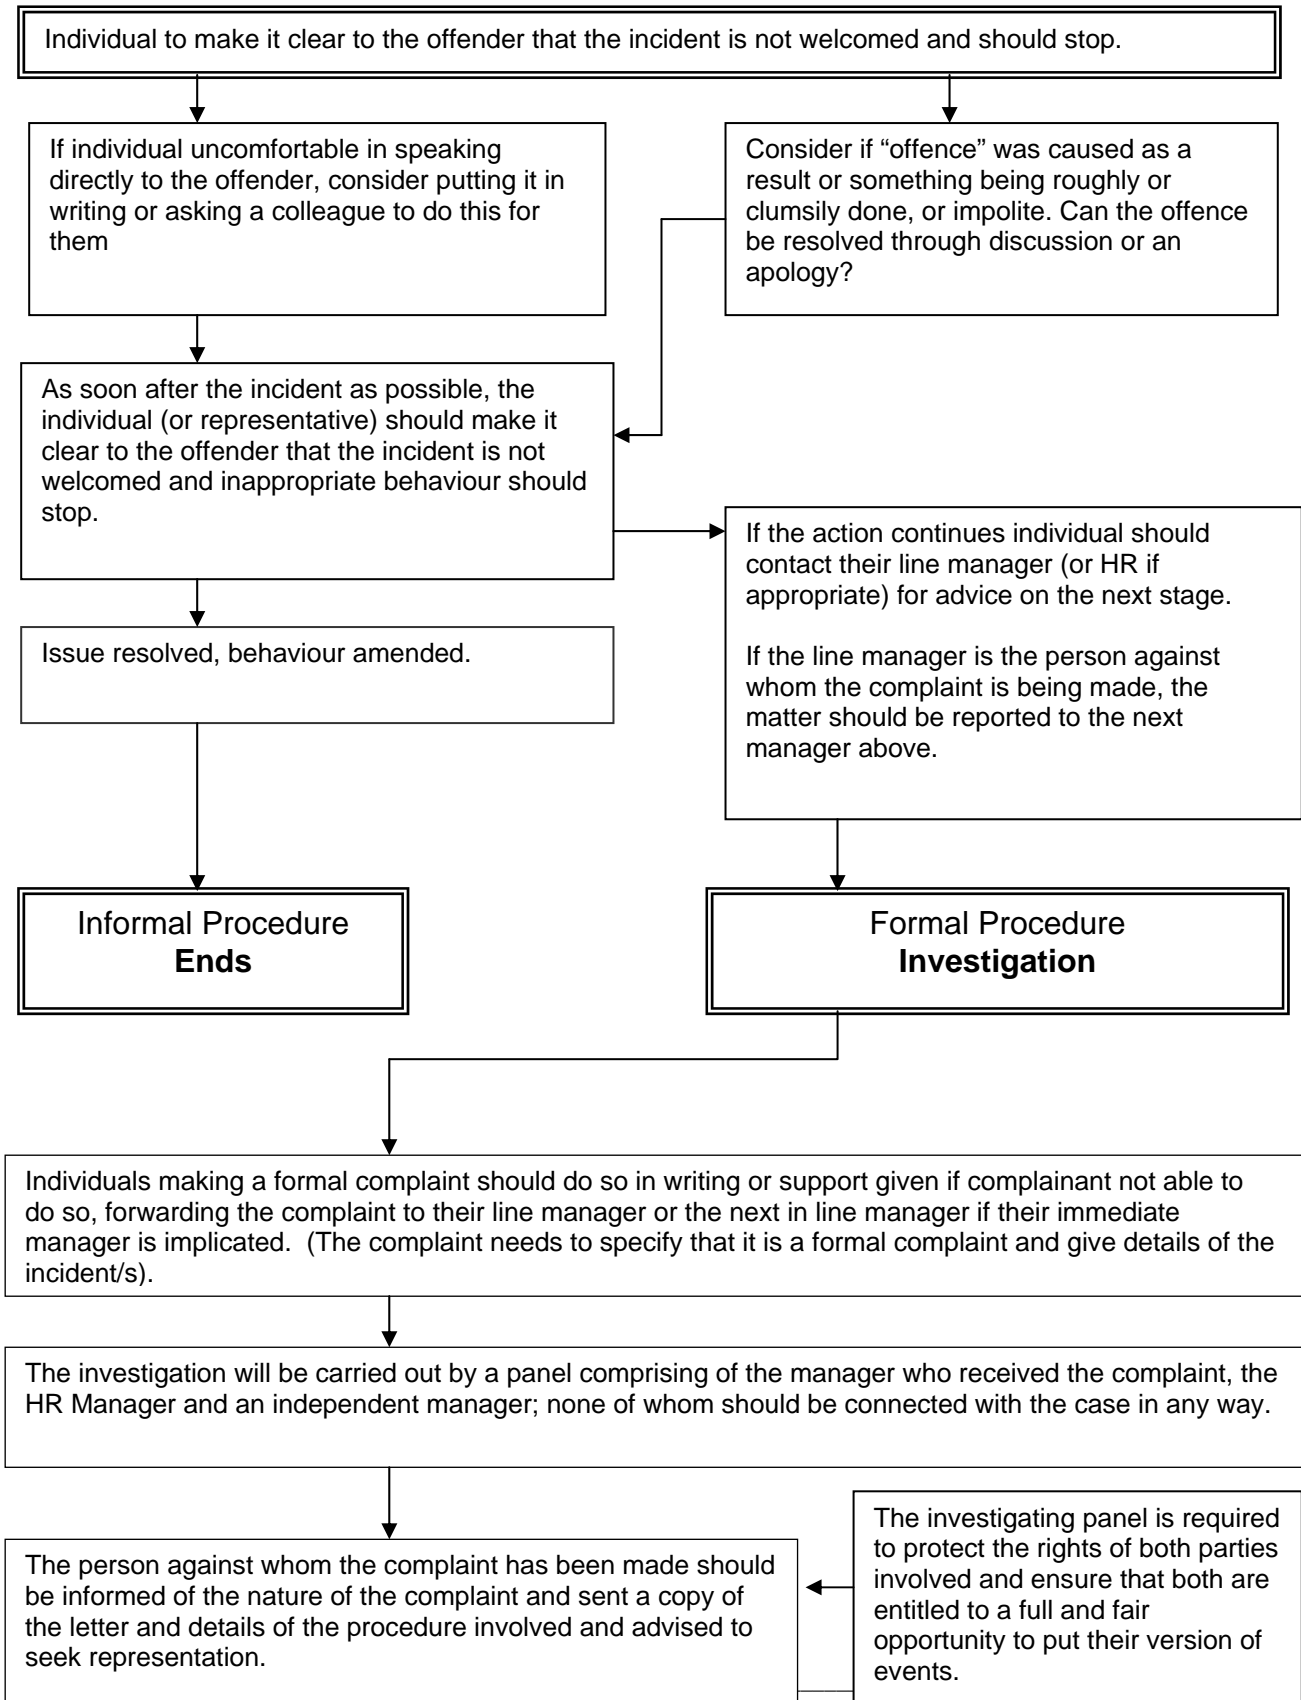 Individual to make it clear to the offender that the incident is not welcomed and should stop.
If individual uncomfortable in speaking
directly to the offender, consider putting it in
writing or asking a colleague to do this for
them
Consider if “offence” was caused as a
result or something being roughly or
clumsily done, or impolite. Can the offence
be resolved through discussion or an
apology?
As soon after the incident as possible, the
individual (or representative) should make it
clear to the offender that the incident is not
welcomed and inappropriate behaviour should
stop.
If the action continues individual should
contact their line manager (or HR if
appropriate) for advice on the next stage.
If the line manager is the person against
whom the complaint is being made, the
matter should be reported to the next
manager above.
Issue resolved, behaviour amended.
Informal Procedure
Ends
Formal Procedure
Investigation
Individuals making a formal complaint should do so in writing or support given if complainant not able to
do so, forwarding the complaint to their line manager or the next in line manager if their immediate
manager is implicated.  (The complaint needs to specify that it is a formal complaint and give details of the
incident/s).
The investigation will be carried out by a panel comprising of the manager who received the complaint, the
HR Manager and an independent manager; none of whom should be connected with the case in any way.
The person against whom the complaint has been made should
be informed of the nature of the complaint and sent a copy of
the letter and details of the procedure involved and advised to
seek representation.
The investigating panel is required
to protect the rights of both parties
involved and ensure that both are
entitled to a full and fair
opportunity to put their version of
events.